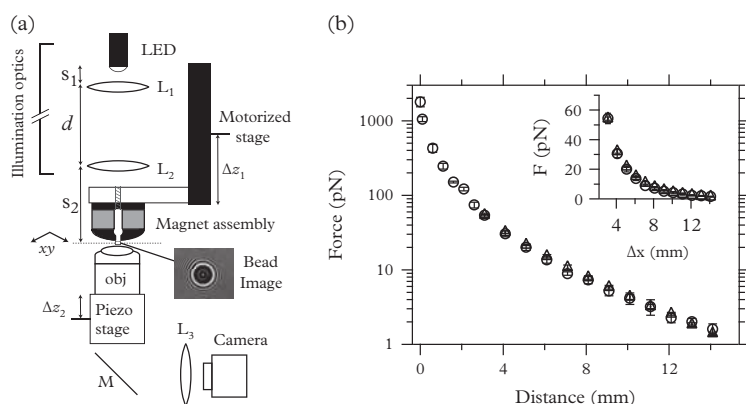 (a)
LED
s1
L1
Illumination optics
d
Motorized
stage
Δz1
L2
s2
Magnet assembly
xy
Bead
Image
obj
Δz2
Piezo
stage
L3
Camera
M
(b)
1000
100
10
1
Force (pN)
0
4
8
12
Distance (mm)
60
40
20
0
F (pN)
4
8
12
Δx (mm)